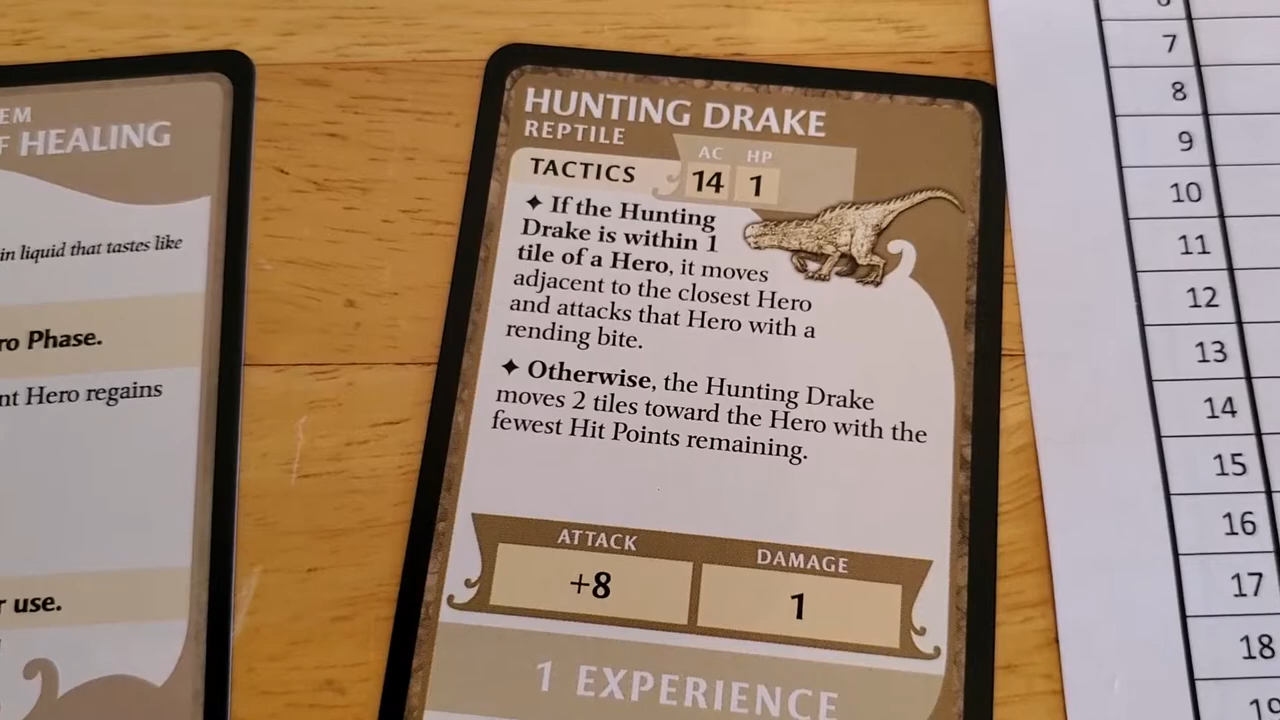 EM
F HEALING
in liquid that tastes like
ro Phase.
nt Hero regains
r use.
HUNTING DRAKE
REPTILE
AC HP
TACTICS 14 1
✦ If the Hunting
Drake is within 1
tile of a Hero, it moves
adjacent to the closest Hero
and attacks that Hero with a
rending bite.
✦ Otherwise, the Hunting Drake
moves 2 tiles toward the Hero with the
fewest Hit Points remaining.
ATTACK DAMAGE
+8 1
1 EXPERIENCE
7
8
9
10
11
12
13
14
15
16
17
18
19